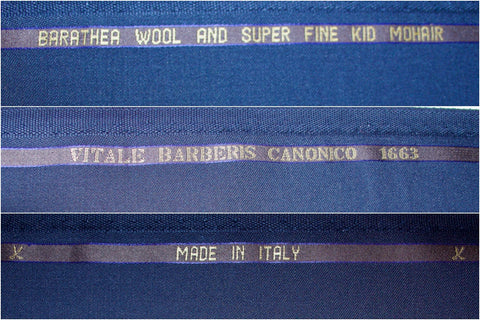 BARATHEA WOOL AND SUPER FINE KID MOHAIR
VITALE BARBERIS CANONICO 1663
MADE IN ITALY